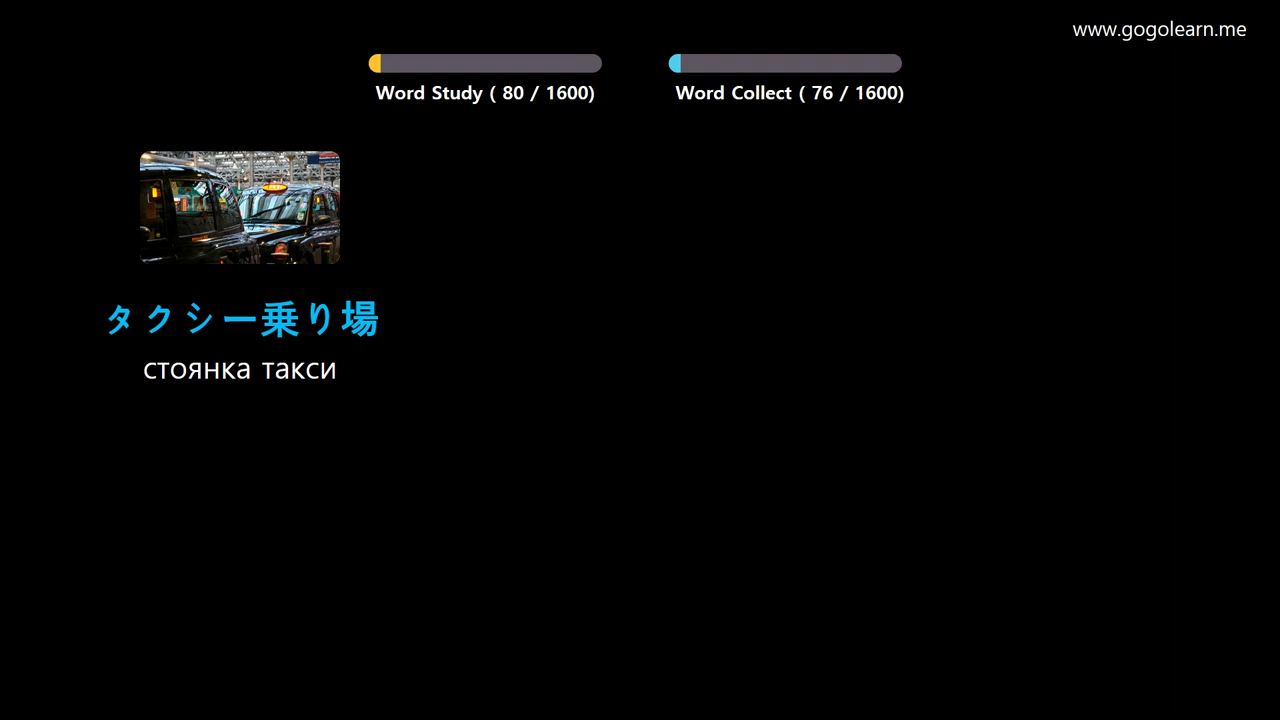 www.gogolearn.me
Word Study ( 80 / 1600)
Word Collect ( 76 / 1600)
タクシー乗り場
стоянка такси